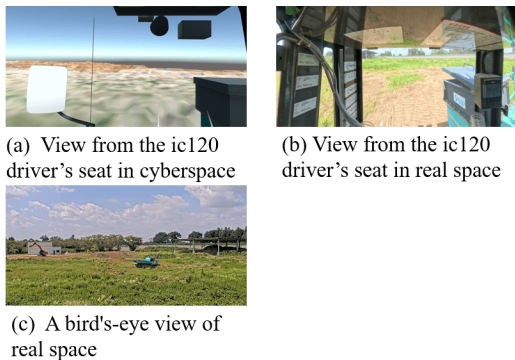 (a) View from the ic120
driver's seat in cyberspace
(b) View from the ic120
driver's seat in real space
(c) A bird's-eye view of
real space